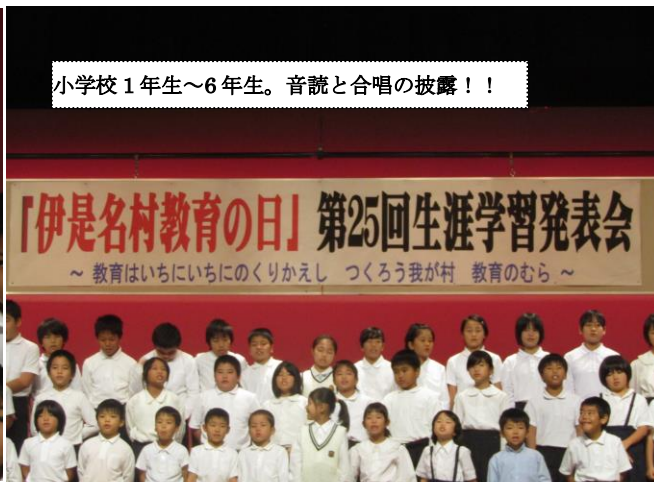 小学校１年生～6年生。音読と合唱の披露！！
『伊是名村教育の日』第25回生涯学習発表会
～ 教育はいちにいちにのくりかえし　つくろう我が村　教育のむら ～